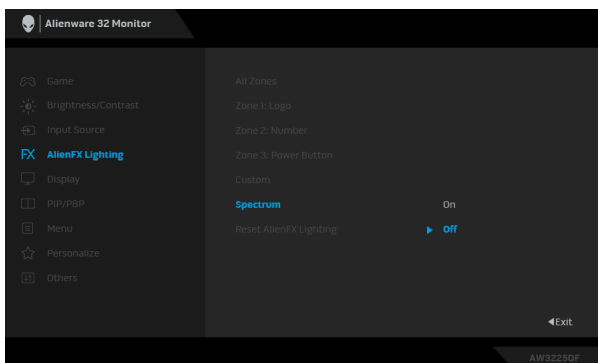 Alienware 32 Monitor
Game
Brightness/Contrast
Input Source
AlienFX Lighting
Display
PIP/PBP
Menu
Personalize
Others
All Zones
Zone 1: Logo
Zone 2: Number
Zone 3: Power Button
Custom
Spectrum On
Reset AlienFX Lighting Off
Exit
AW3225QF